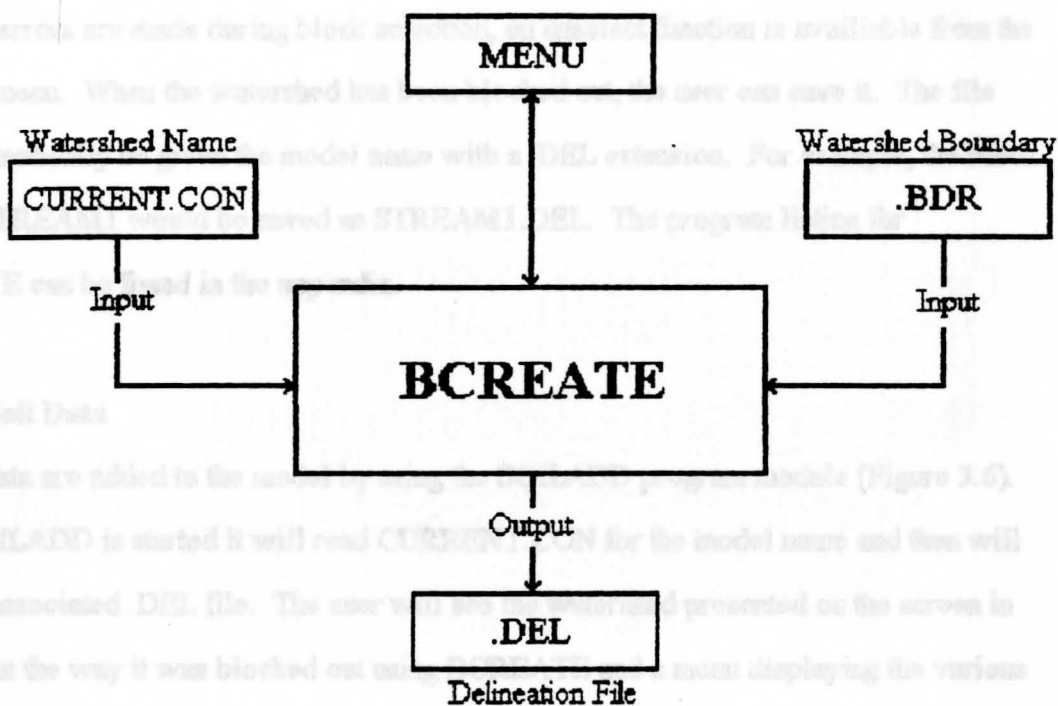 errors are made during block selection, an unselect function is available from the
MENU
When the watershed has been blocked out, the user can save it. The file
Watershed Name
Watershed Boundary
the model name with a .DEL extension. For
CURRENT.CON
.BDR
would be saved as STREAM1.DEL. The program listing for
can be found in the appendix.
Input
Input
BCREATE
Soil Data
are added to the model by using the SOILADD program module (Figure 3.6).
Output
is started it will read CURRENT.CON for the model name and then will
associated .DEL file. The user will see the watershed presented on the screen in
.DEL
the way it was blocked out using BCREATE and a menu displaying the various
Delineation File